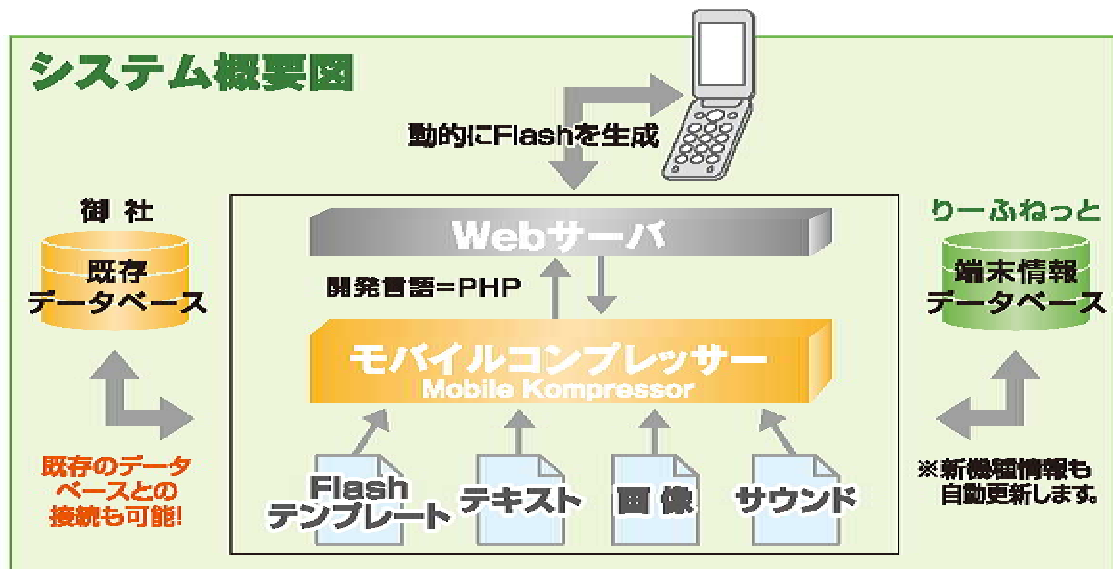 システム概要図
動的にFlashを生成
御 社
既存
データベース
既存のデータ
ベースとの
接続も可能!
Webサーバ
開発言語=PHP
モバイルコンプレッサー
Mobile Kompressor
Flash
テンプレート
テキスト
画像
サウンド
りーふねっと
端末情報
データベース
※新機種情報も
自動更新します。